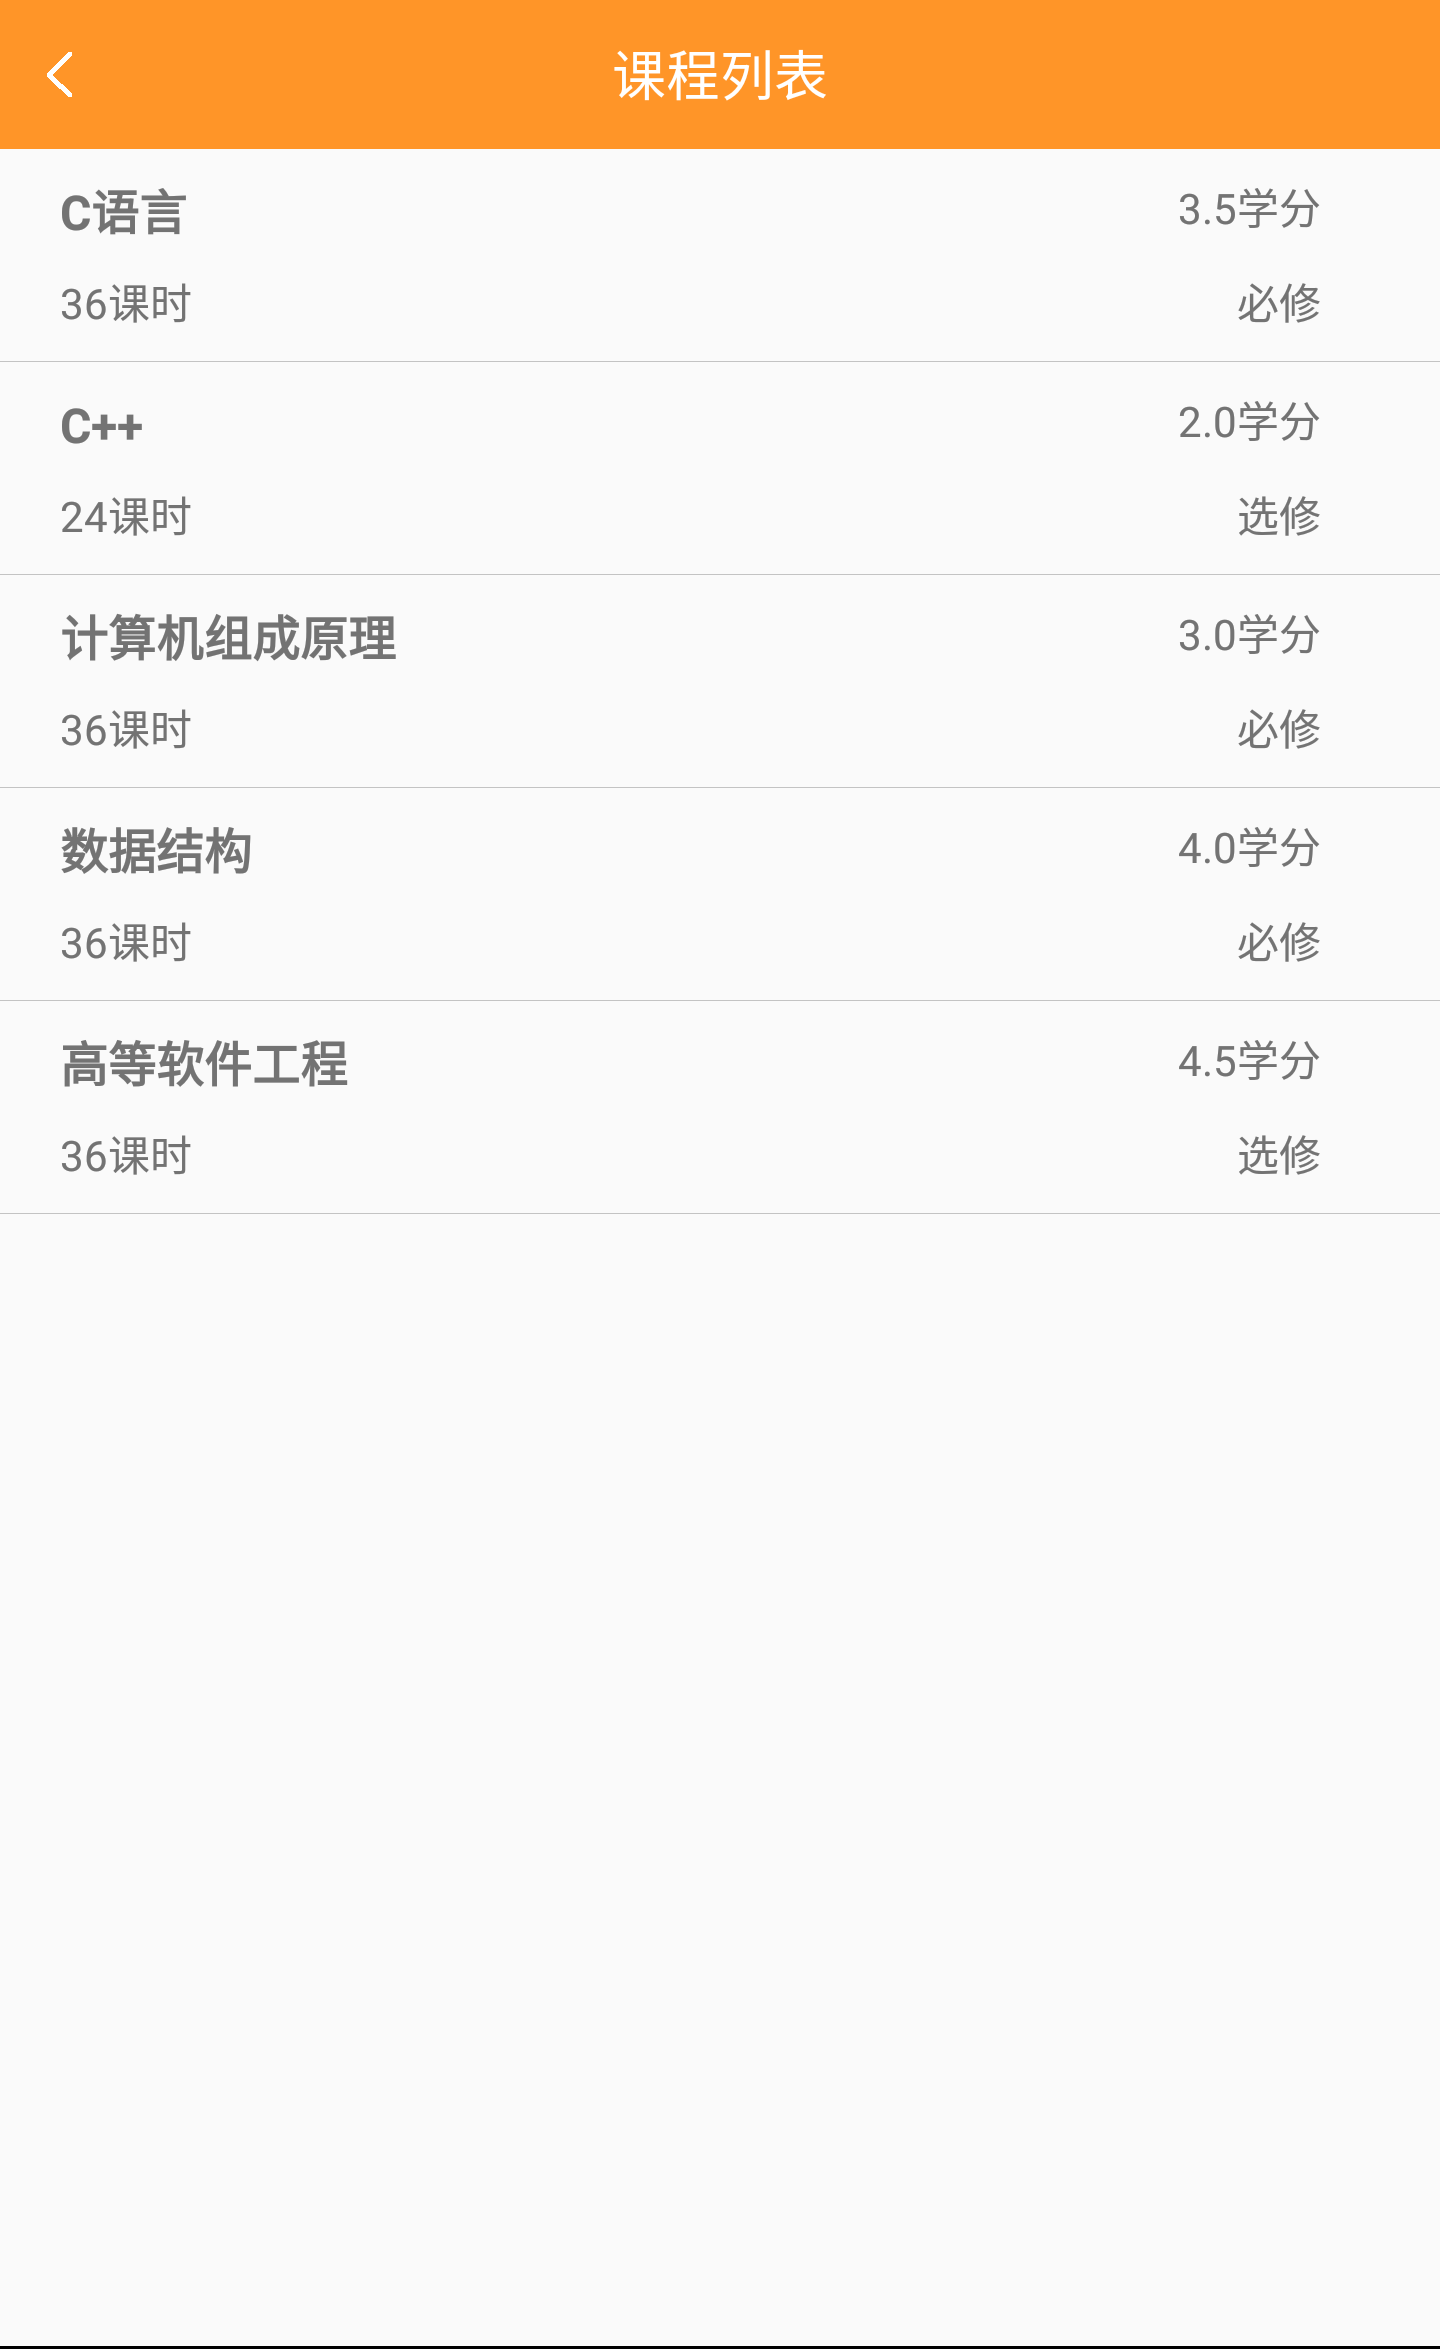 课程列表
C语言 3.5学分
36课时 必修
C++ 2.0学分
24课时 选修
计算机组成原理 3.0学分
36课时 必修
数据结构 4.0学分
36课时 必修
高等软件工程 4.5学分
36课时 选修